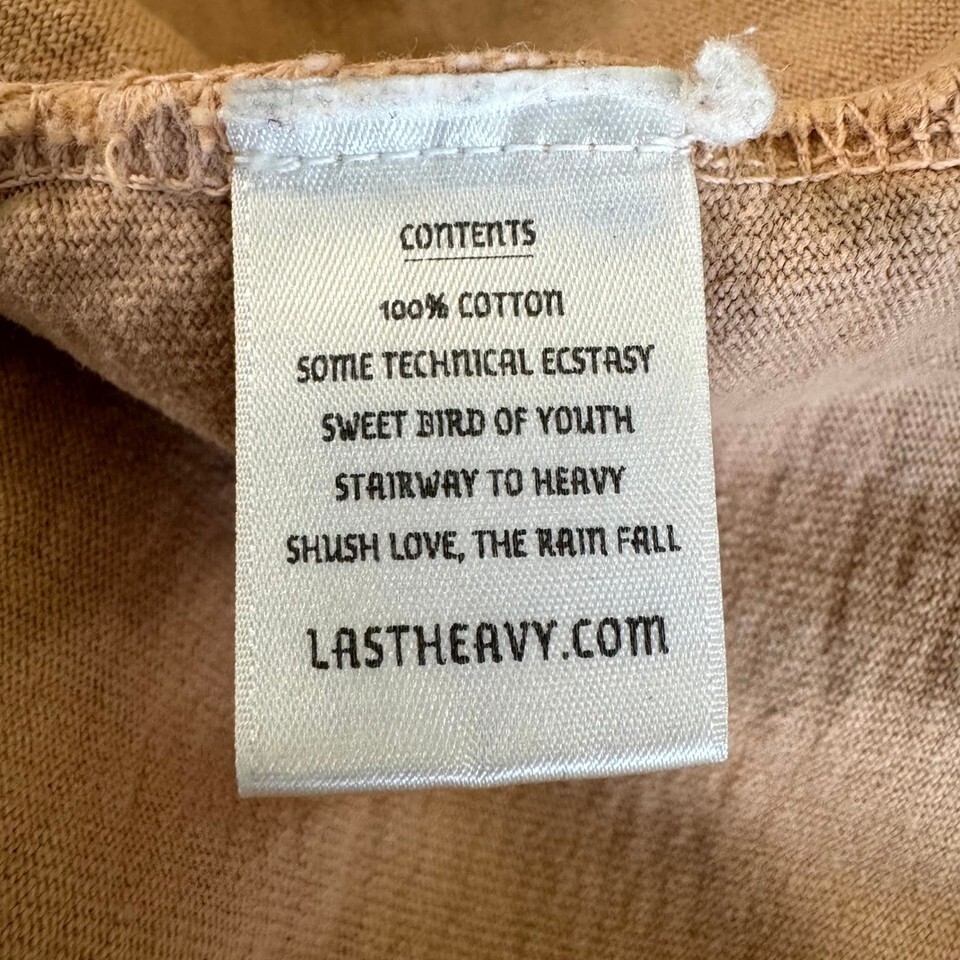 CONTENTS
100% COTTON
SOME TECHNICAL ECSTASY
SWEET BIRD OF YOUTH
STAIRWAY TO HEAVY
SHUSH LOVE, THE RAIN FALL
LASTHEAVY.COM